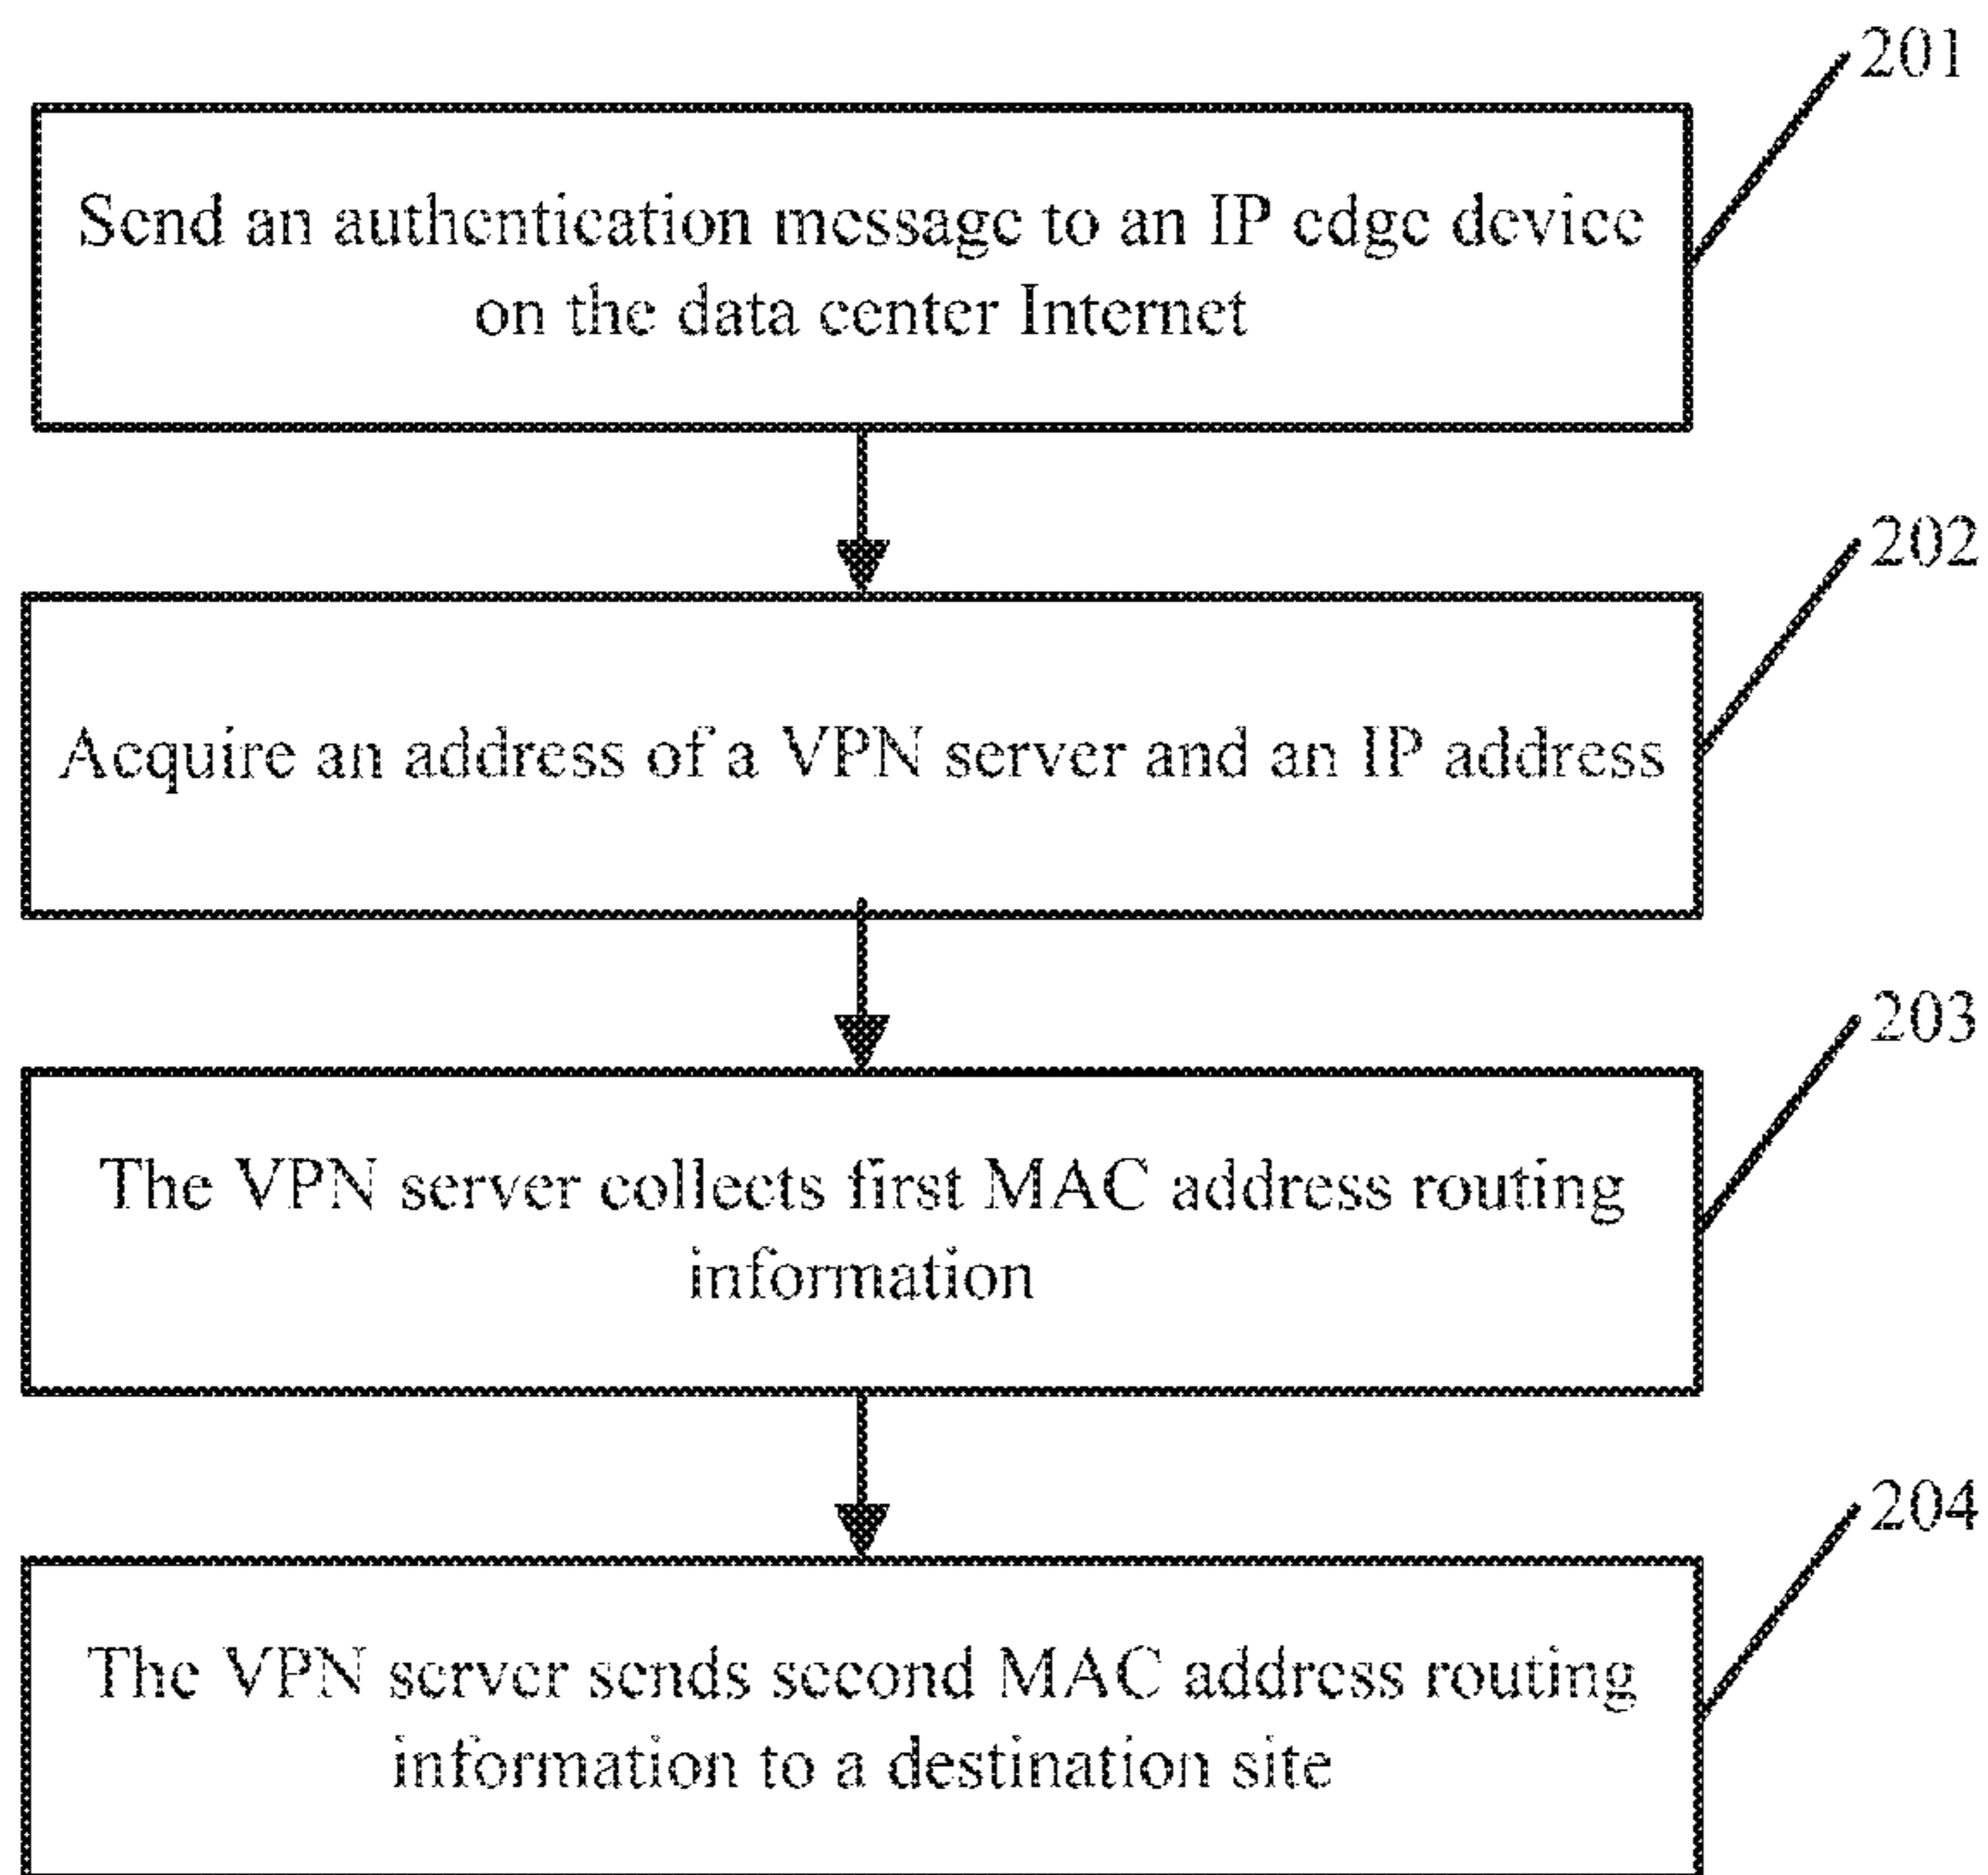 201
Send an authentication message to an IP edge device
on the data center Internet
202
Acquire an address of a VPN server and an IP address
203
The VPN server collects first MAC address routing
information
204
The VPN server sends second MAC address routing
information to a destination site